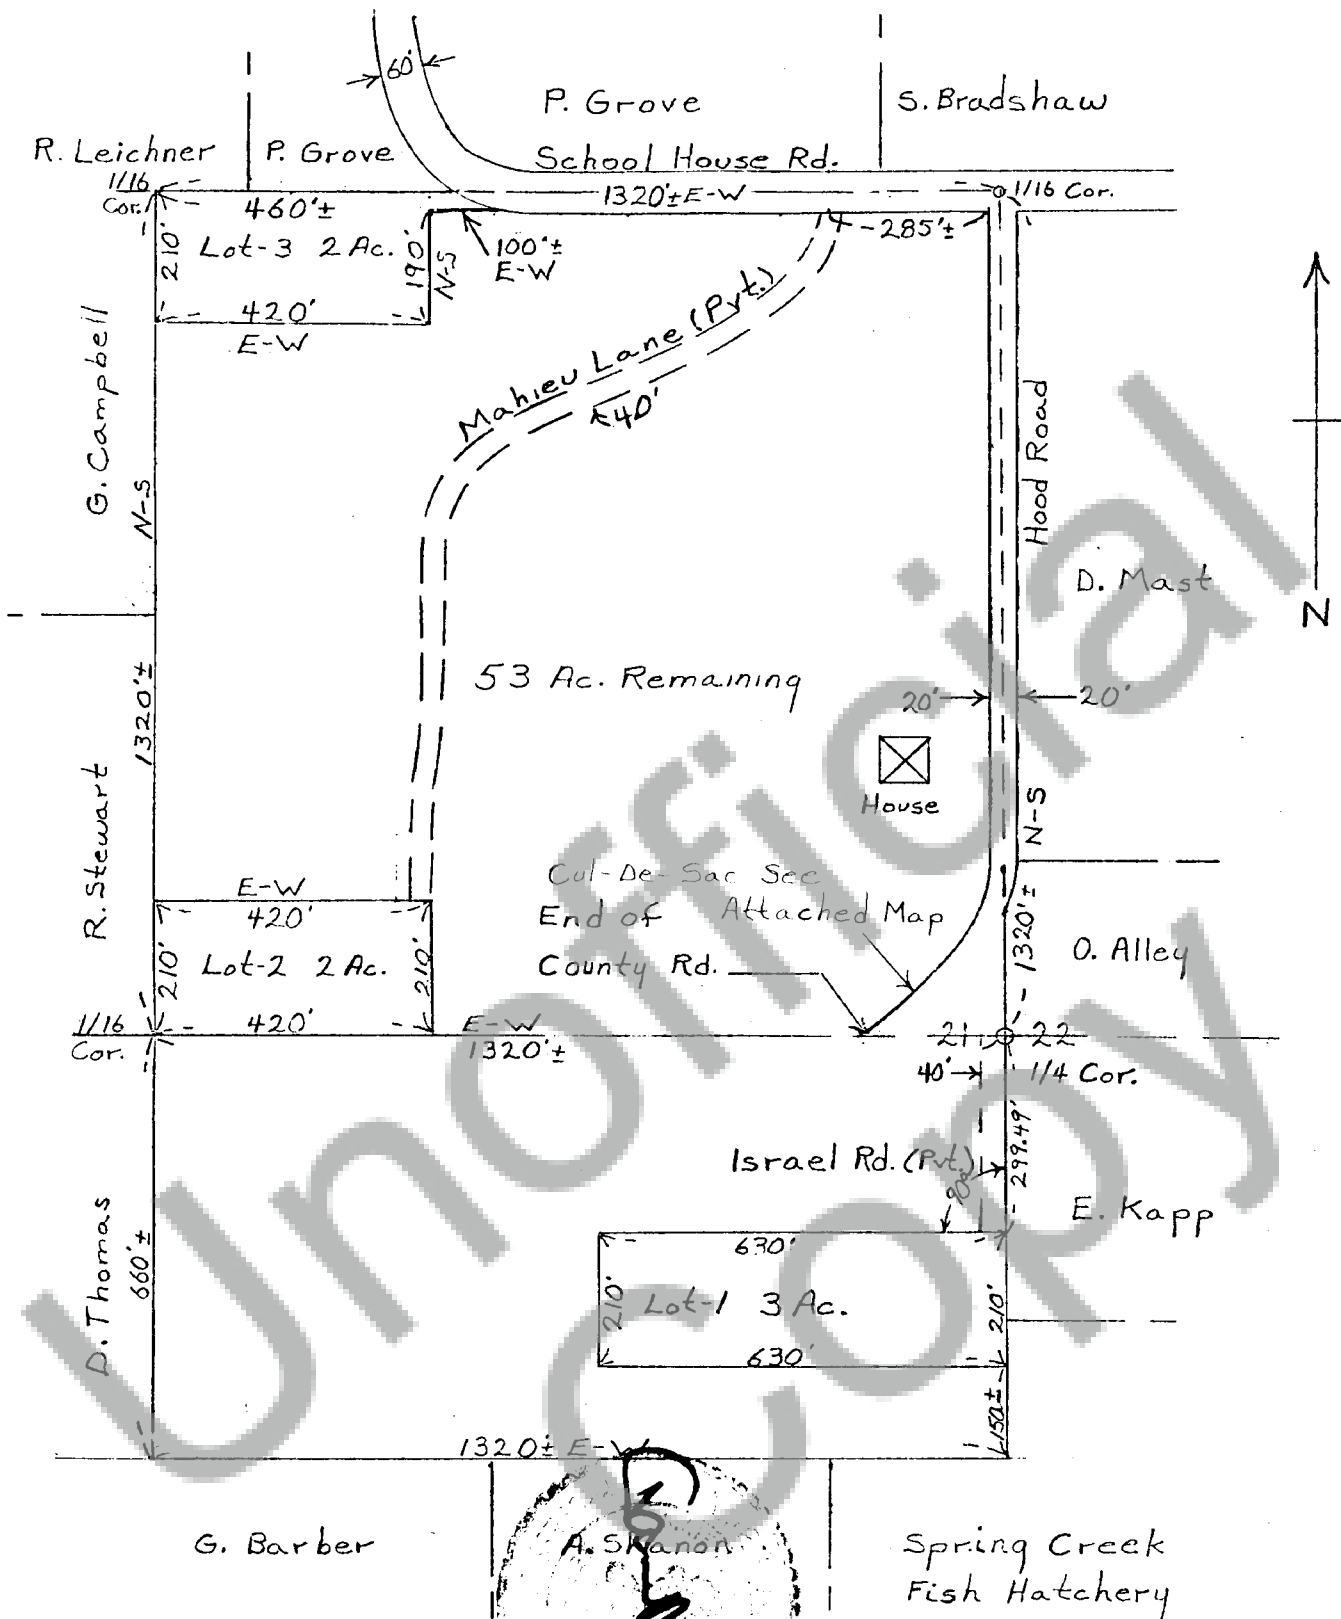 60'
P. Grove
S. Bradshaw
R. Leichner
P. Grove
School House Rd.
1/16
Cor.
1320'± E-W
1/16 Cor.
460'±
285'±
210'
Lot-3 2 Ac.
190'
N-S
100'±
E-W
420'
E-W
Mahieu Lane (Pvt.)
40'
G. Campbell
N-S
Hood Road
D. Mast
N
53 Ac. Remaining
1320'±
20'
20'
House
N-S
R. Stewart
E-W
420'
Cul-De-Sac See
Attached Map
End of
County Rd.
1320'±
O. Alley
210'
Lot-2 2 Ac.
210'
1/16
Cor.
420'
E-W
1320'±
21
22
40'
1/4 Cor.
299.49'
Israel Rd. (Pvt.)
E. Kapp
D. Thomas
660'±
630'
210'
Lot-1 3 Ac.
210'
630'
150'±
1320'± E-W
G. Barber
A. Skanon
Spring Creek
Fish Hatchery
Unofficial
Copy